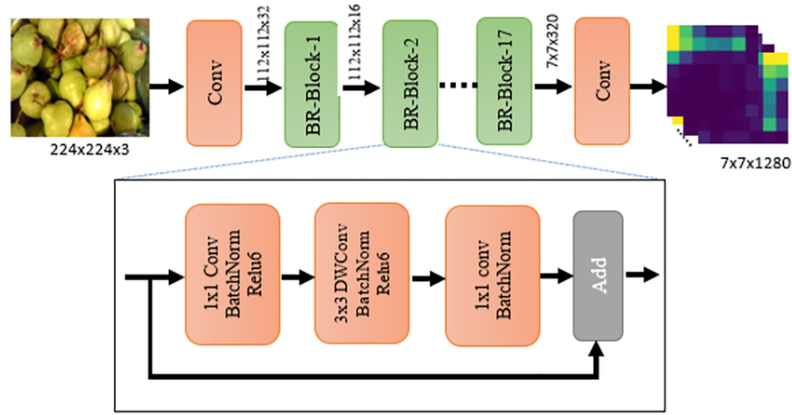 Conv
112x112x32
BR-Block-1
112x112x16
BR-Block-2
BR-Block-17
7x7x320
Conv
224x224x3
7x7x1280
1x1 Conv
BatchNorm
Relu6
3x3 DWConv
BatchNorm
Relu6
1x1 conv
BatchNorm
Add